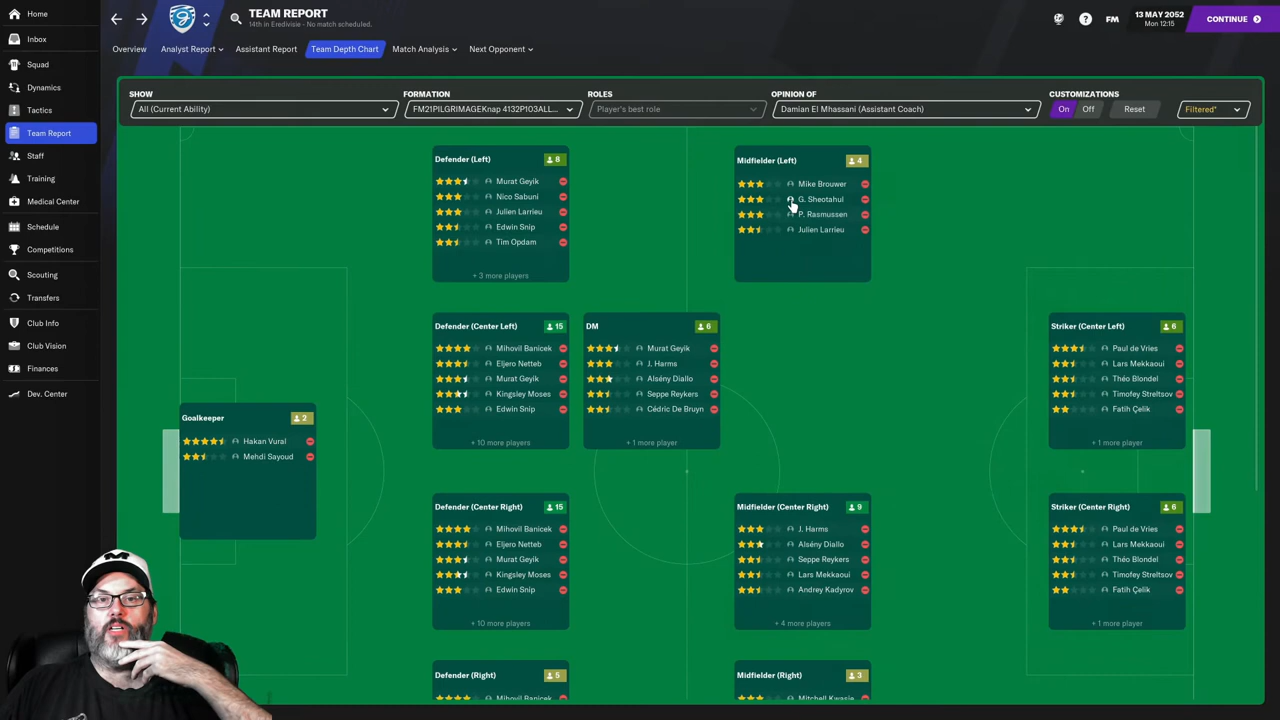 Home
Inbox
Squad
Dynamics
Tactics
Team Report
Staff
Training
Medical Center
Schedule
Competitions
Scouting
Transfers
Club Info
Club Vision
Finances
Dev. Center
TEAM REPORT
14th in Eredivisie - No match scheduled.
FM
13 MAY 2052
Mon 12:15
CONTINUE
Overview
Analyst Report
Assistant Report
Team Depth Chart
Match Analysis
Next Opponent
SHOW
All (Current Ability)
FORMATION
FM21PILGRIMAGEKnap 4132P103ALL...
ROLES
Player's best role
OPINION OF
Damian El Mhassani (Assistant Coach)
CUSTOMIZATIONS
On Off
Reset
Filtered*
Defender (Left) 8
Murat Geyik
Nico Sabuni
Julien Larrieu
Edwin Snip
Tim Opdam
+ 3 more players
Midfielder (Left) 4
Mike Brouwer
G. Sheotahul
P. Rasmussen
Julien Larrieu
Defender (Center Left) 15
Mihovil Banicek
Eljero Netteb
Murat Geyik
Kingsley Moses
Edwin Snip
+ 10 more players
DM 6
Murat Geyik
J. Harms
Alsény Diallo
Seppe Reykers
Cédric De Bruyn
+ 1 more player
Striker (Center Left) 6
Paul de Vries
Lars Mekkaoui
Théo Blondel
Timofey Streltsov
Fatih Çelik
+ 1 more player
Goalkeeper 2
Hakan Vural
Mehdi Sayoud
Defender (Center Right) 15
Mihovil Banicek
Eljero Netteb
Murat Geyik
Kingsley Moses
Edwin Snip
+ 10 more players
Midfielder (Center Right) 9
J. Harms
Alsény Diallo
Seppe Reykers
Lars Mekkaoui
Andrey Kadyrov
+ 4 more players
Striker (Center Right) 6
Paul de Vries
Lars Mekkaoui
Théo Blondel
Timofey Streltsov
Fatih Çelik
+ 1 more player
Defender (Right) 5
Mihovil Banicek
Midfielder (Right) 3
Mitchell Kwasie